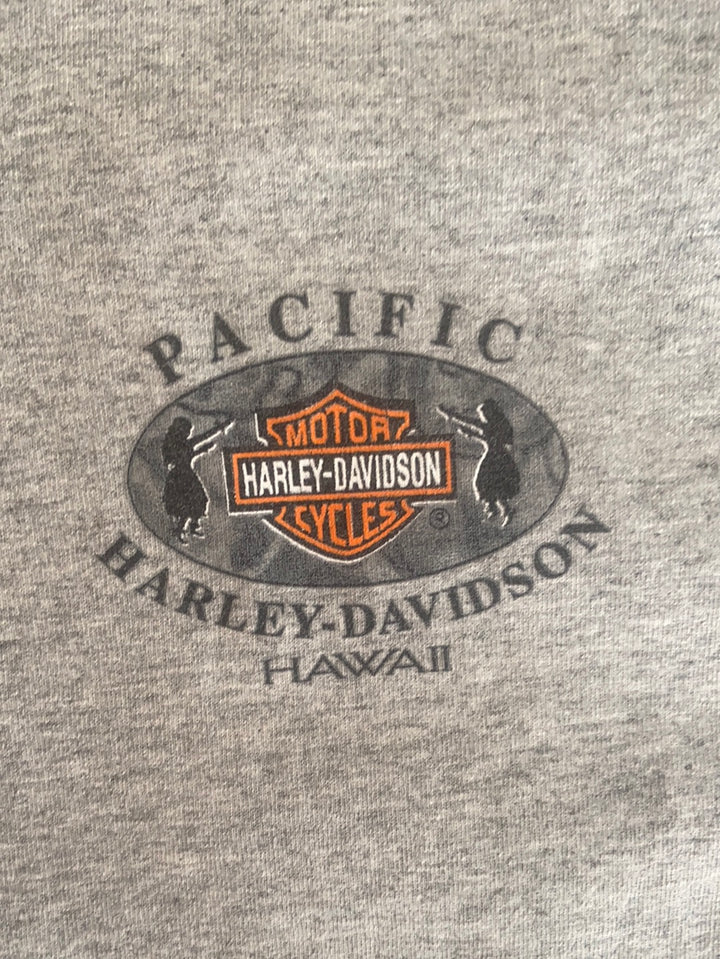 PACIFIC
MOTOR
HARLEY-DAVIDSON
CYCLES
®
HARLEY-DAVIDSON
HAWAII